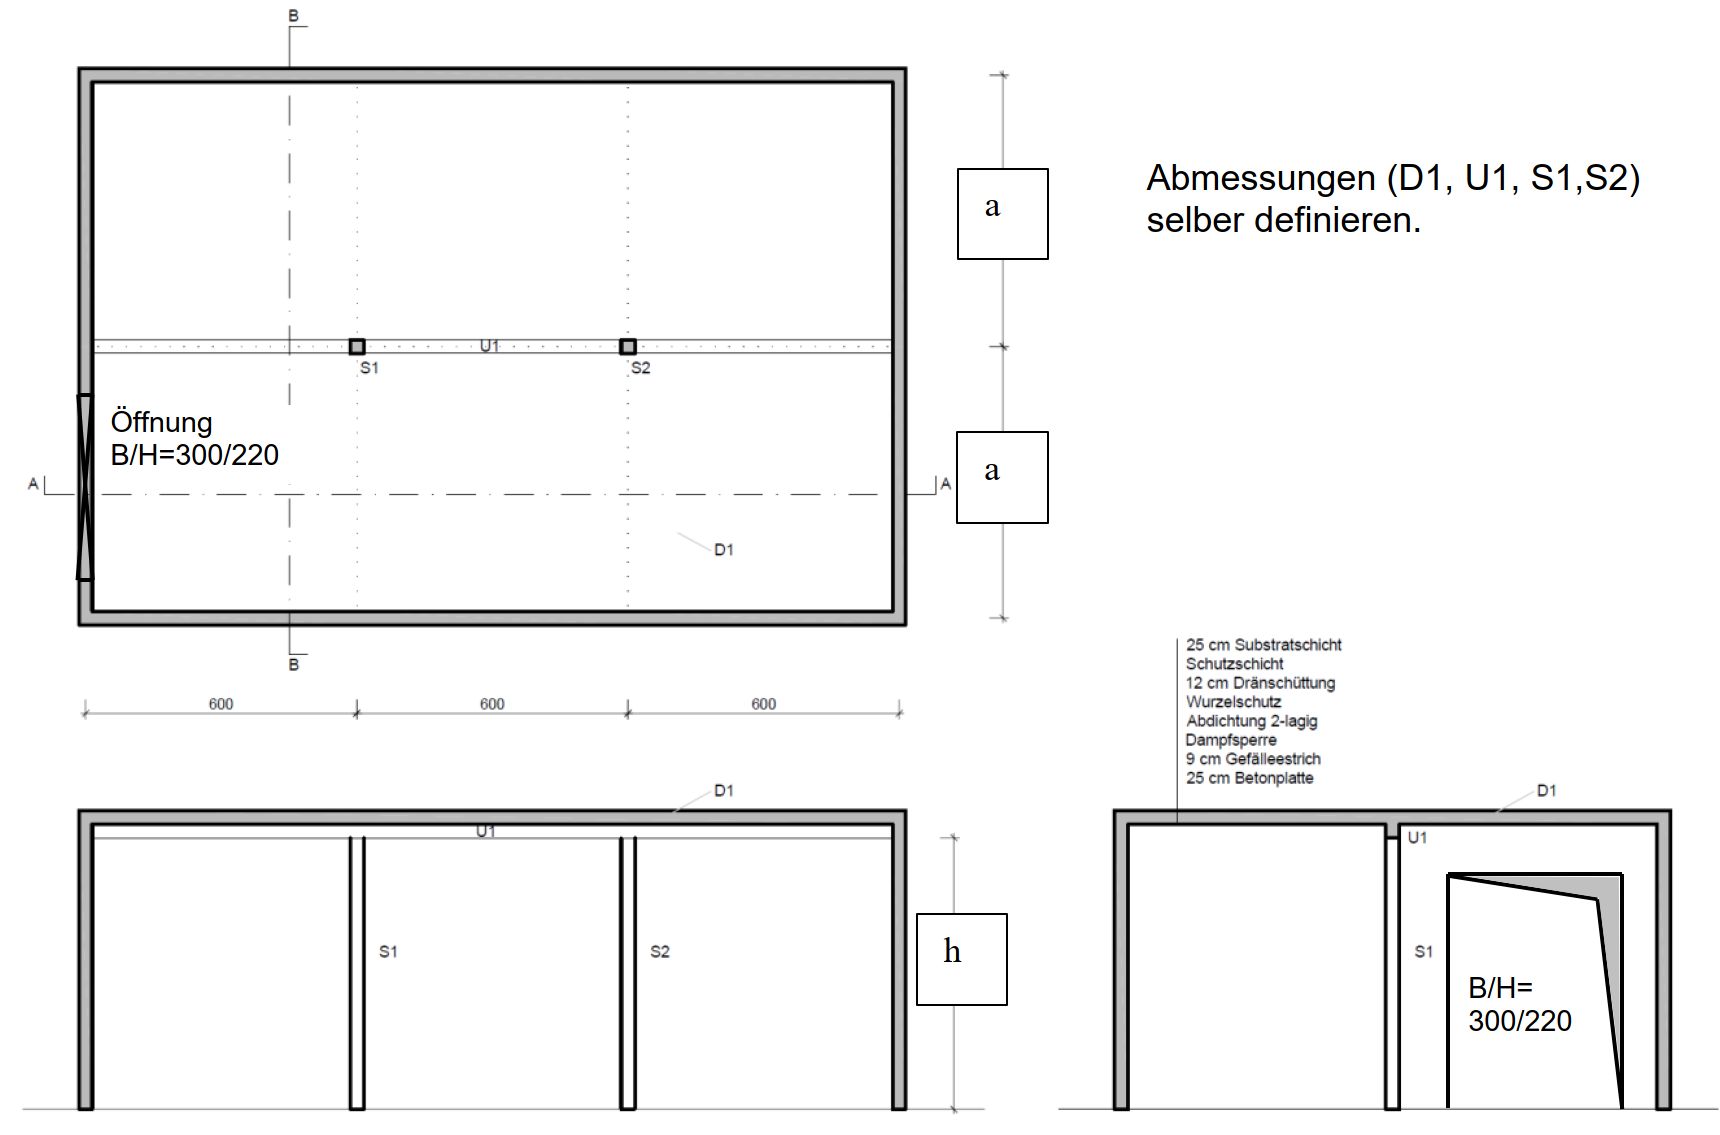 B
a
Abmessungen (D1, U1, S1,S2)
selber definieren.
U1
S1
S2
Öffnung
B/H=300/220
a
A
A
D1
B
600
600
600
25 cm Substratschicht
Schutzschicht
12 cm Dränschüttung
Wurzelschutz
Abdichtung 2-lagig
Dampfsperre
9 cm Gefälleestrich
25 cm Betonplatte
D1
U1
S1
S2
h
D1
U1
S1
B/H=
300/220